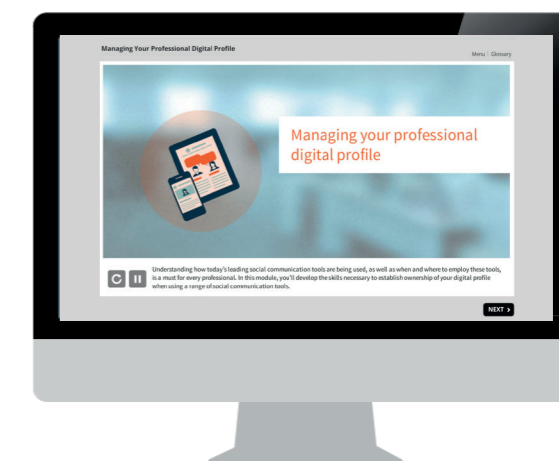 Managing Your Professional Digital Profile
Menu | Glossary
Managing your professional
digital profile
Understanding how today's leading social communication tools are being used, as well as when and where to employ these tools,
is a must for every professional. In this module, you'll develop the skills necessary to establish ownership of your digital profile
when using a range of social communication tools.
NEXT >